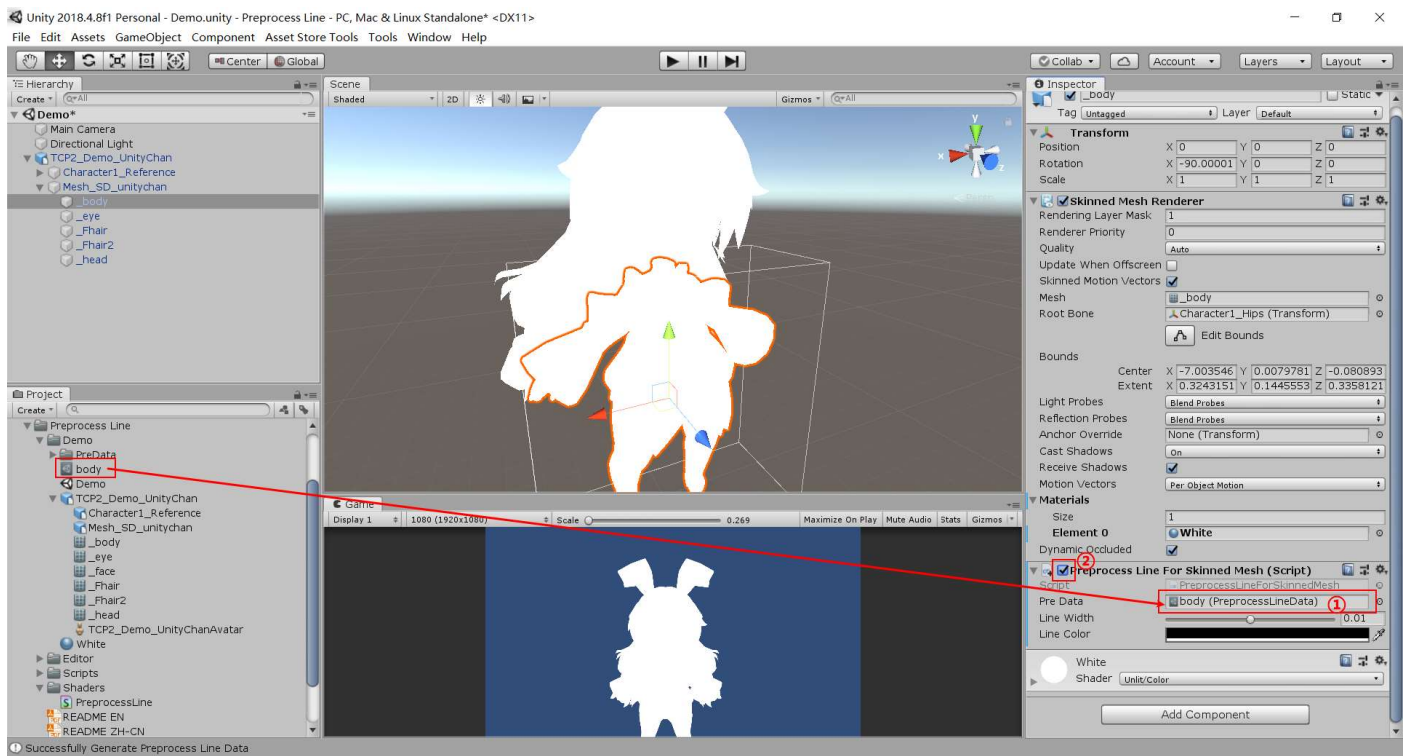 Unity 2018.4.8f1 Personal - Demo.unity - Preprocess Line - PC, Mac & Linux Standalone* <DX11>
File Edit Assets GameObject Component Asset Store Tools Tools Window Help
Center Global
Collab Account Layers Layout
Hierarchy
Create Q▾All
Demo*
Main Camera
Directional Light
TCP2_Demo_UnityChan
Character1_Reference
Mesh_SD_unitychan
_body
_eye
_Fhair
_Fhair2
_head
Project
Create
Preprocess Line
Demo
PreData
body
Demo
TCP2_Demo_UnityChan
Character1_Reference
Mesh_SD_unitychan
_body
_eye
_face
_Fhair
_Fhair2
_head
TCP2_Demo_UnityChanAvatar
White
Editor
Scripts
Shaders
PreprocessLine
README EN
README ZH-CN
Successfully Generate Preprocess Line Data
Scene
Shaded 2D Gizmos Q▾All
y
x
z
Game
Display 1 1080 (1920x1080) Scale 0.269 Maximize On Play Mute Audio Stats Gizmos
Inspector
_body Static
Tag Untagged Layer Default
Transform
Position X 0 Y 0 Z 0
Rotation X -90.00001 Y 0 Z 0
Scale X 1 Y 1 Z 1
Skinned Mesh Renderer
Rendering Layer Mask 1
Renderer Priority 0
Quality Auto
Update When Offscreen
Skinned Motion Vectors
Mesh _body
Root Bone Character1_Hips (Transform)
Edit Bounds
Bounds
Center X -7.003546 Y 0.0079781 Z -0.080893
Extent X 0.3243151 Y 0.1445553 Z 0.3358121
Light Probes Blend Probes
Reflection Probes Blend Probes
Anchor Override None (Transform)
Cast Shadows On
Receive Shadows
Motion Vectors Per Object Motion
Materials
Size 1
Element 0 White
Dynamic Occluded
②
Preprocess Line For Skinned Mesh (Script)
Script PreprocessLineForSkinnedMesh
Pre Data body (PreprocessLineData) ①
Line Width 0.01
Line Color
White
Shader Unlit/Color
Add Component